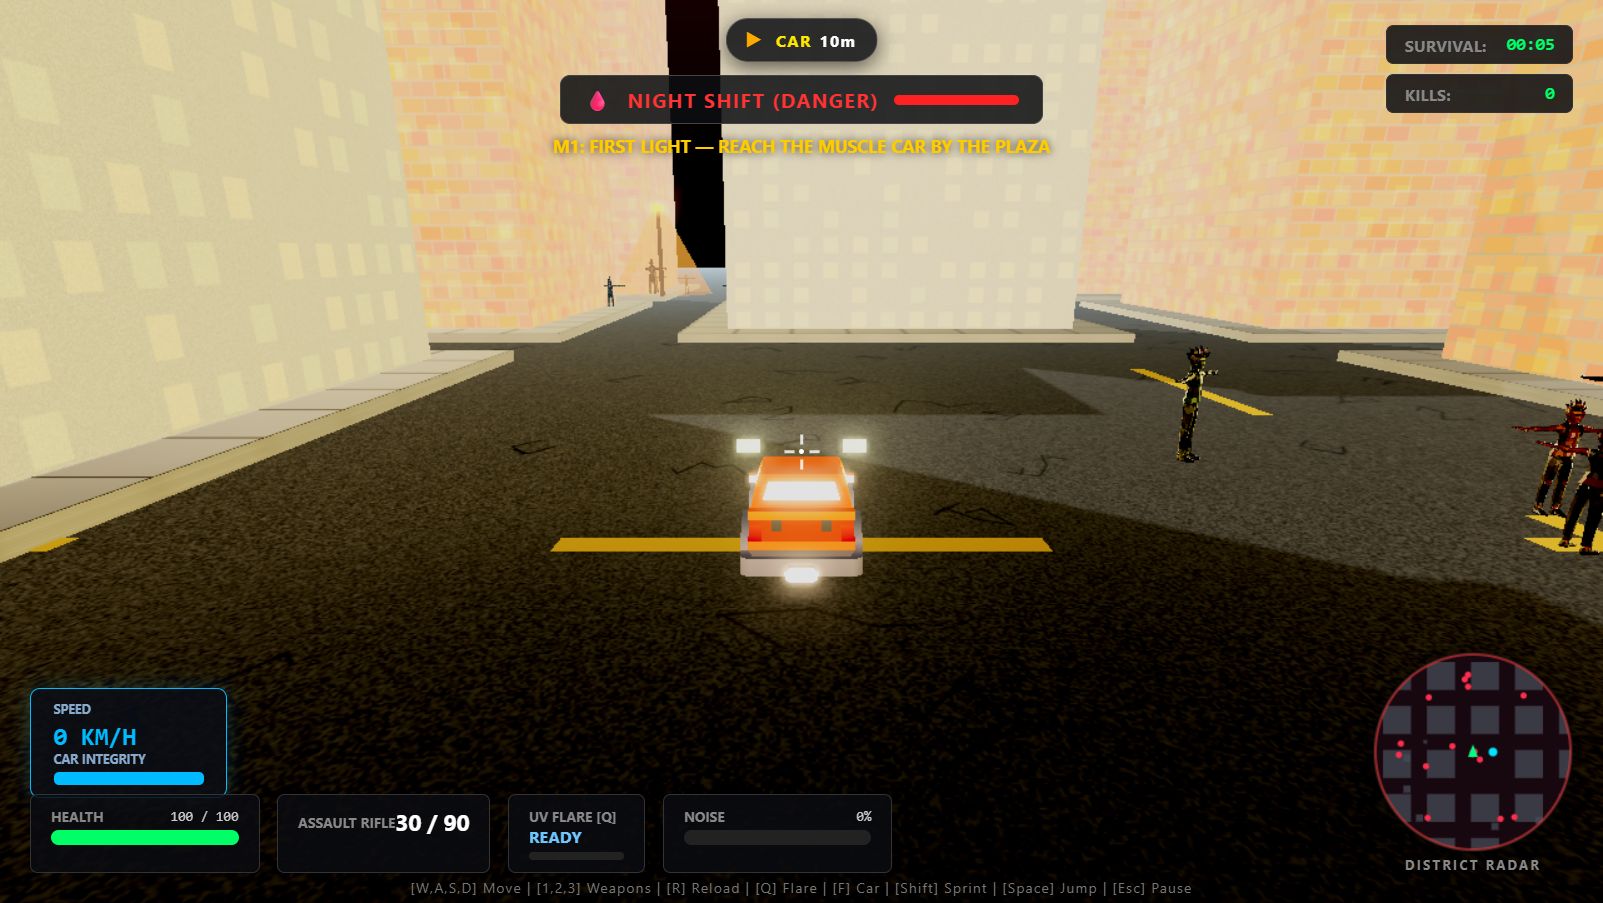 CAR 10m
NIGHT SHIFT (DANGER)
M1: FIRST LIGHT — REACH THE MUSCLE CAR BY THE PLAZA
SURVIVAL: 00:05
KILLS: 0
SPEED
0 KM/H
CAR INTEGRITY
HEALTH 100 / 100
ASSAULT RIFLE 30 / 90
UV FLARE [Q]
READY
NOISE 0%
DISTRICT RADAR
[W,A,S,D] Move | [1,2,3] Weapons | [R] Reload | [Q] Flare | [F] Car | [Shift] Sprint | [Space] Jump | [Esc] Pause